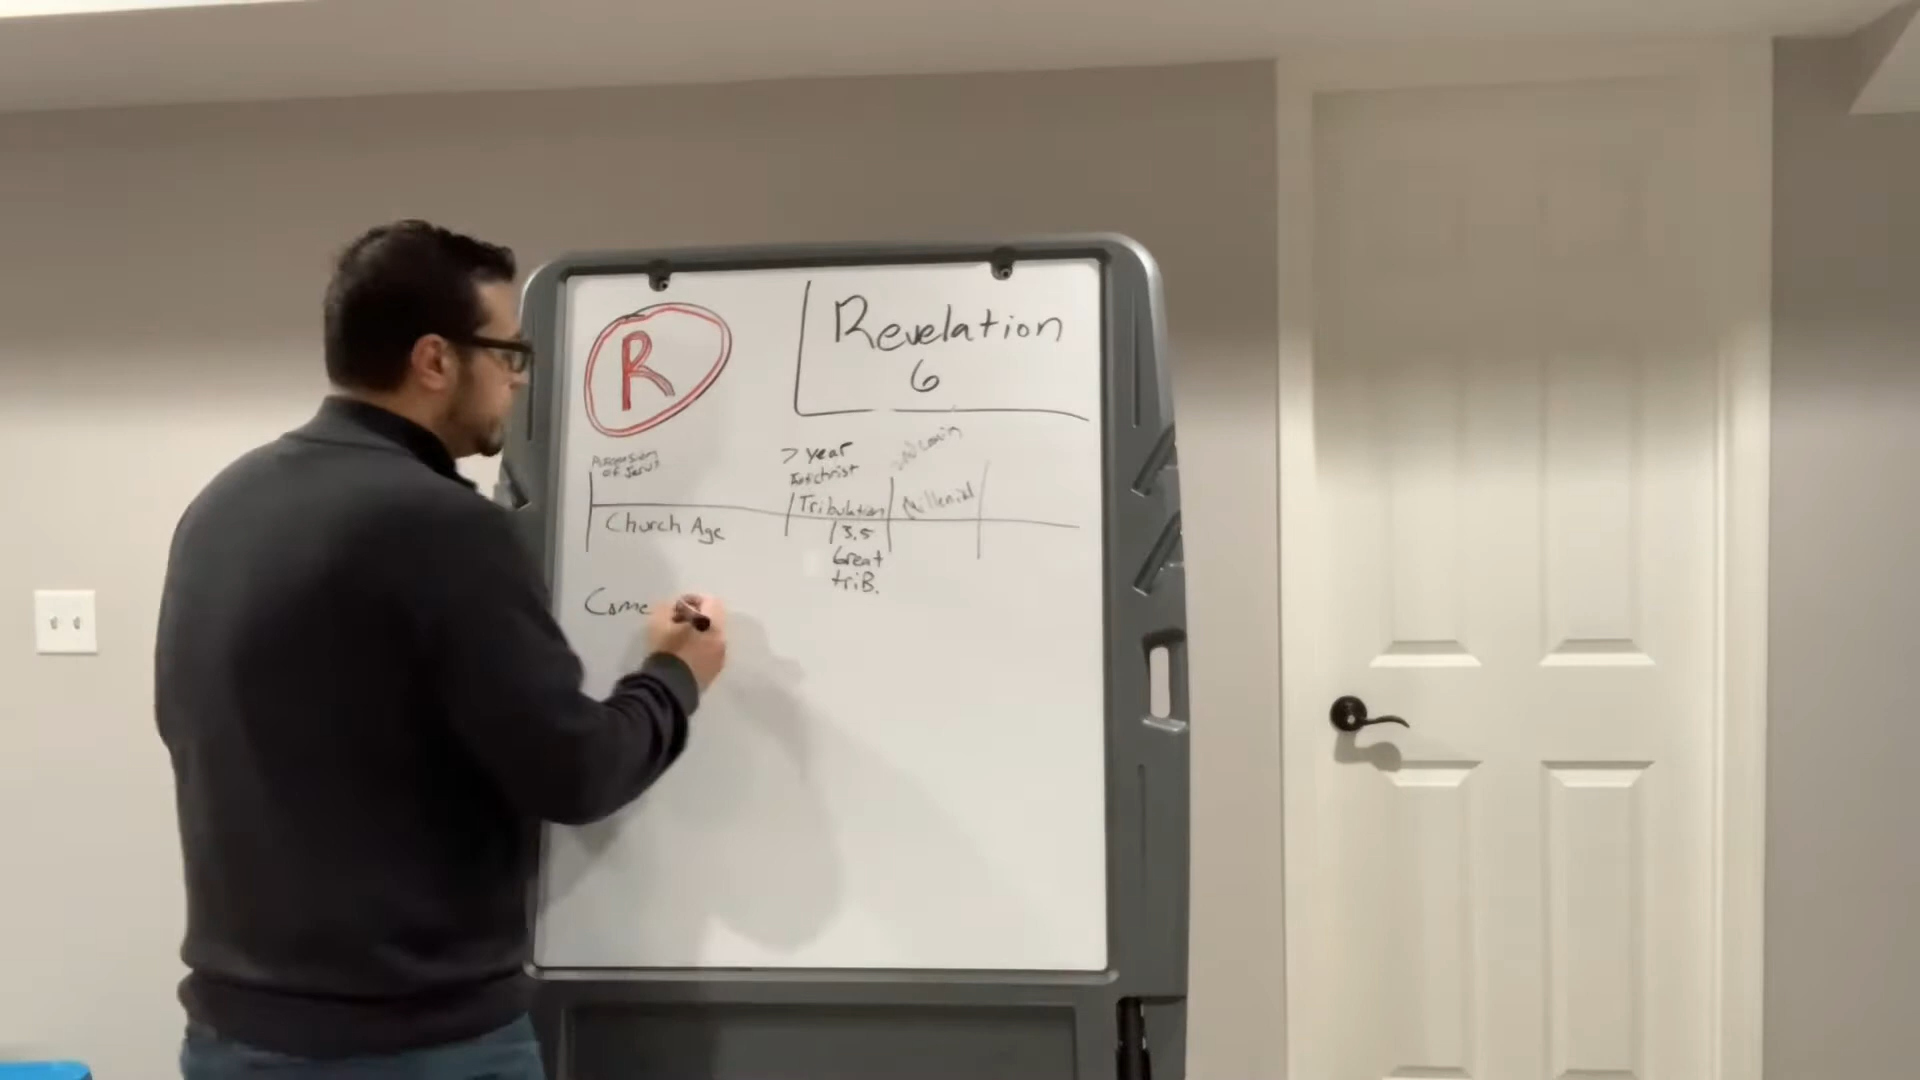 R
Revelation
6
Ascension
of Jesus
7 year
Antichrist
2nd coming
Tribulation
Millenial
Church Age
3.5
Great
triB.
Come